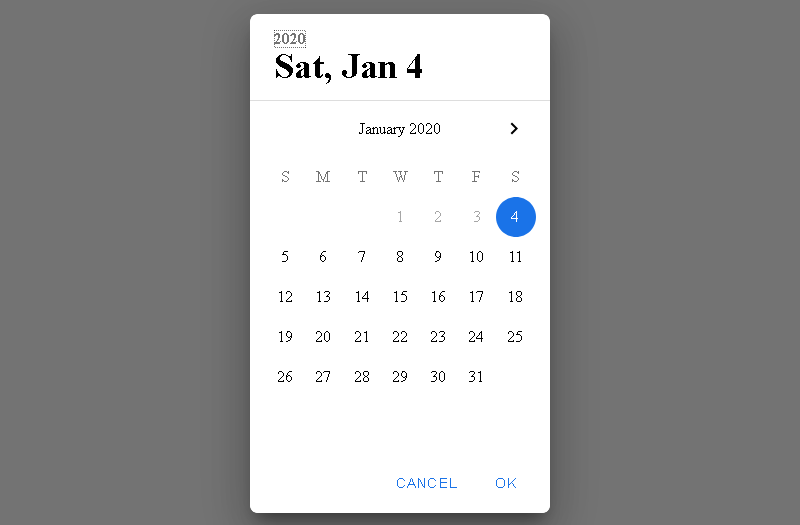 2020
Sat, Jan 4
January 2020
S M T W T F S
1 2 3 4
5 6 7 8 9 10 11
12 13 14 15 16 17 18
19 20 21 22 23 24 25
26 27 28 29 30 31
CANCEL OK